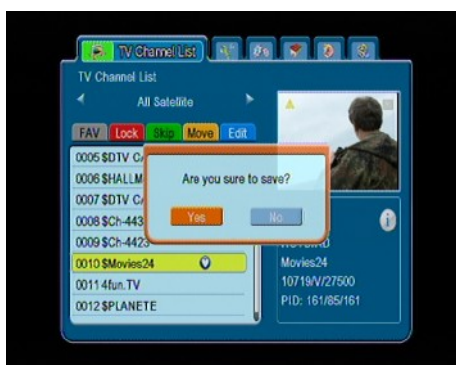 TV Channel List
TV Channel List
All Satellite
FAV Lock Skip Move Edit
0005 $DTV
0006 $HALLM
0007 $DTV
0008 $Ch-443
0009 $Ch-4423
0010 $Movies24
0011 4fun.TV
0012 $PLANETE
Are you sure to save?
Yes No
Movies24
10719/V/27500
PID: 161/85/161